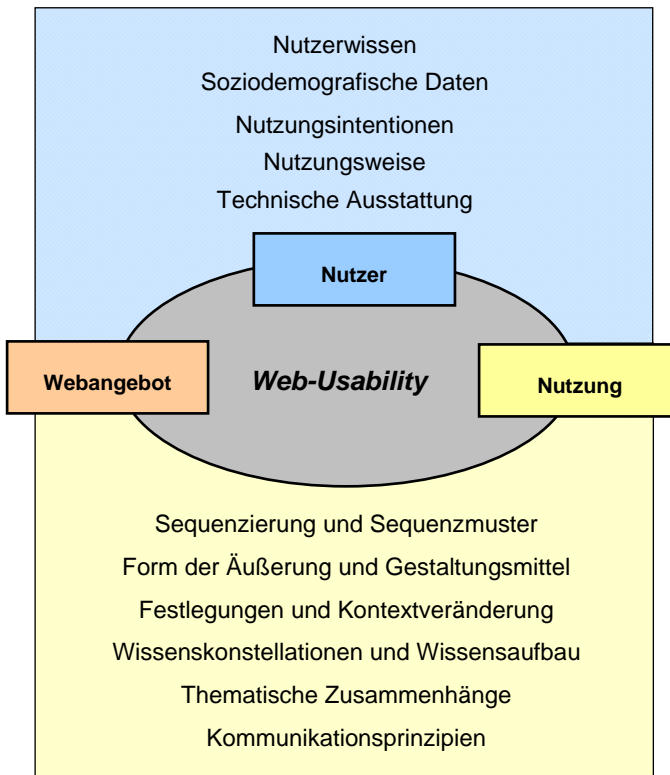 Nutzerwissen
Soziodemografische Daten
Nutzungsintentionen
Nutzungsweise
Technische Ausstattung
Nutzer
Webangebot
Web-Usability
Nutzung
Sequenzierung und Sequenzmuster
Form der Äußerung und Gestaltungsmittel
Festlegungen und Kontextveränderung
Wissenskonstellationen und Wissensaufbau
Thematische Zusammenhänge
Kommunikationsprinzipien